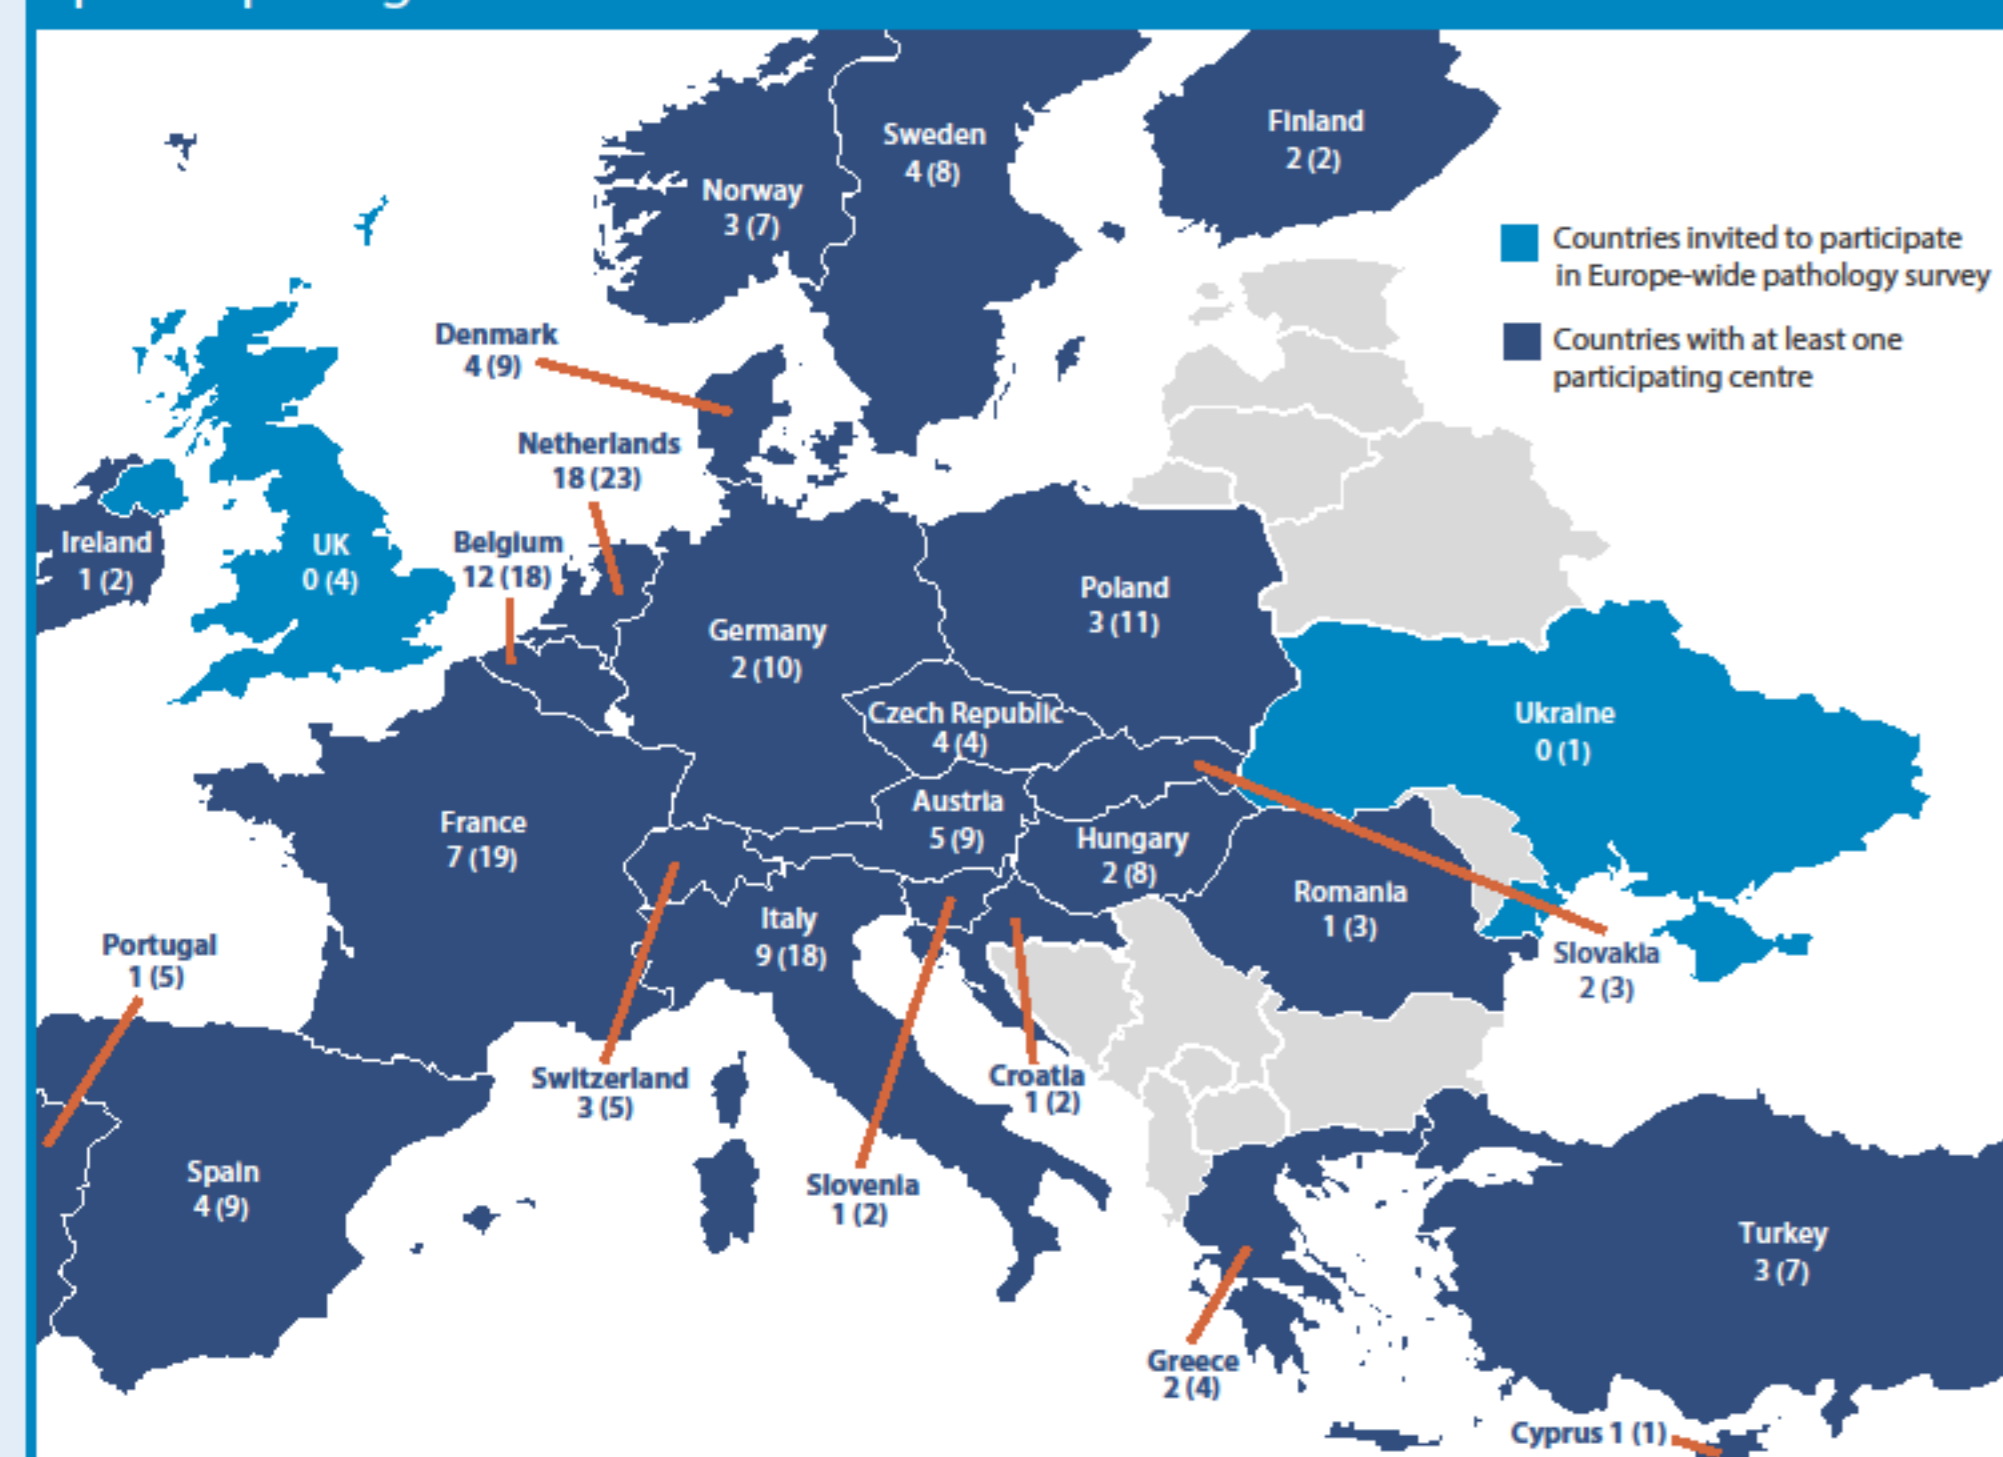 Sweden
4 (8)
Finland
2 (2)
Norway
3 (7)
Countries invited to participate
in Europe-wide pathology survey
Countries with at least one
participating centre
Denmark
4 (9)
Netherlands
18 (23)
Belgium
12 (18)
Ireland
1 (2)
UK
0 (4)
Poland
3 (11)
Germany
2 (10)
Czech Republic
4 (4)
Ukraine
0 (1)
Austria
5 (9)
France
7 (19)
Hungary
2 (8)
Romania
1 (3)
Italy
9 (18)
Portugal
1 (5)
Slovakia
2 (3)
Switzerland
3 (5)
Croatia
1 (2)
Spain
4 (9)
Slovenia
1 (2)
Turkey
3 (7)
Greece
2 (4)
Cyprus 1 (1)